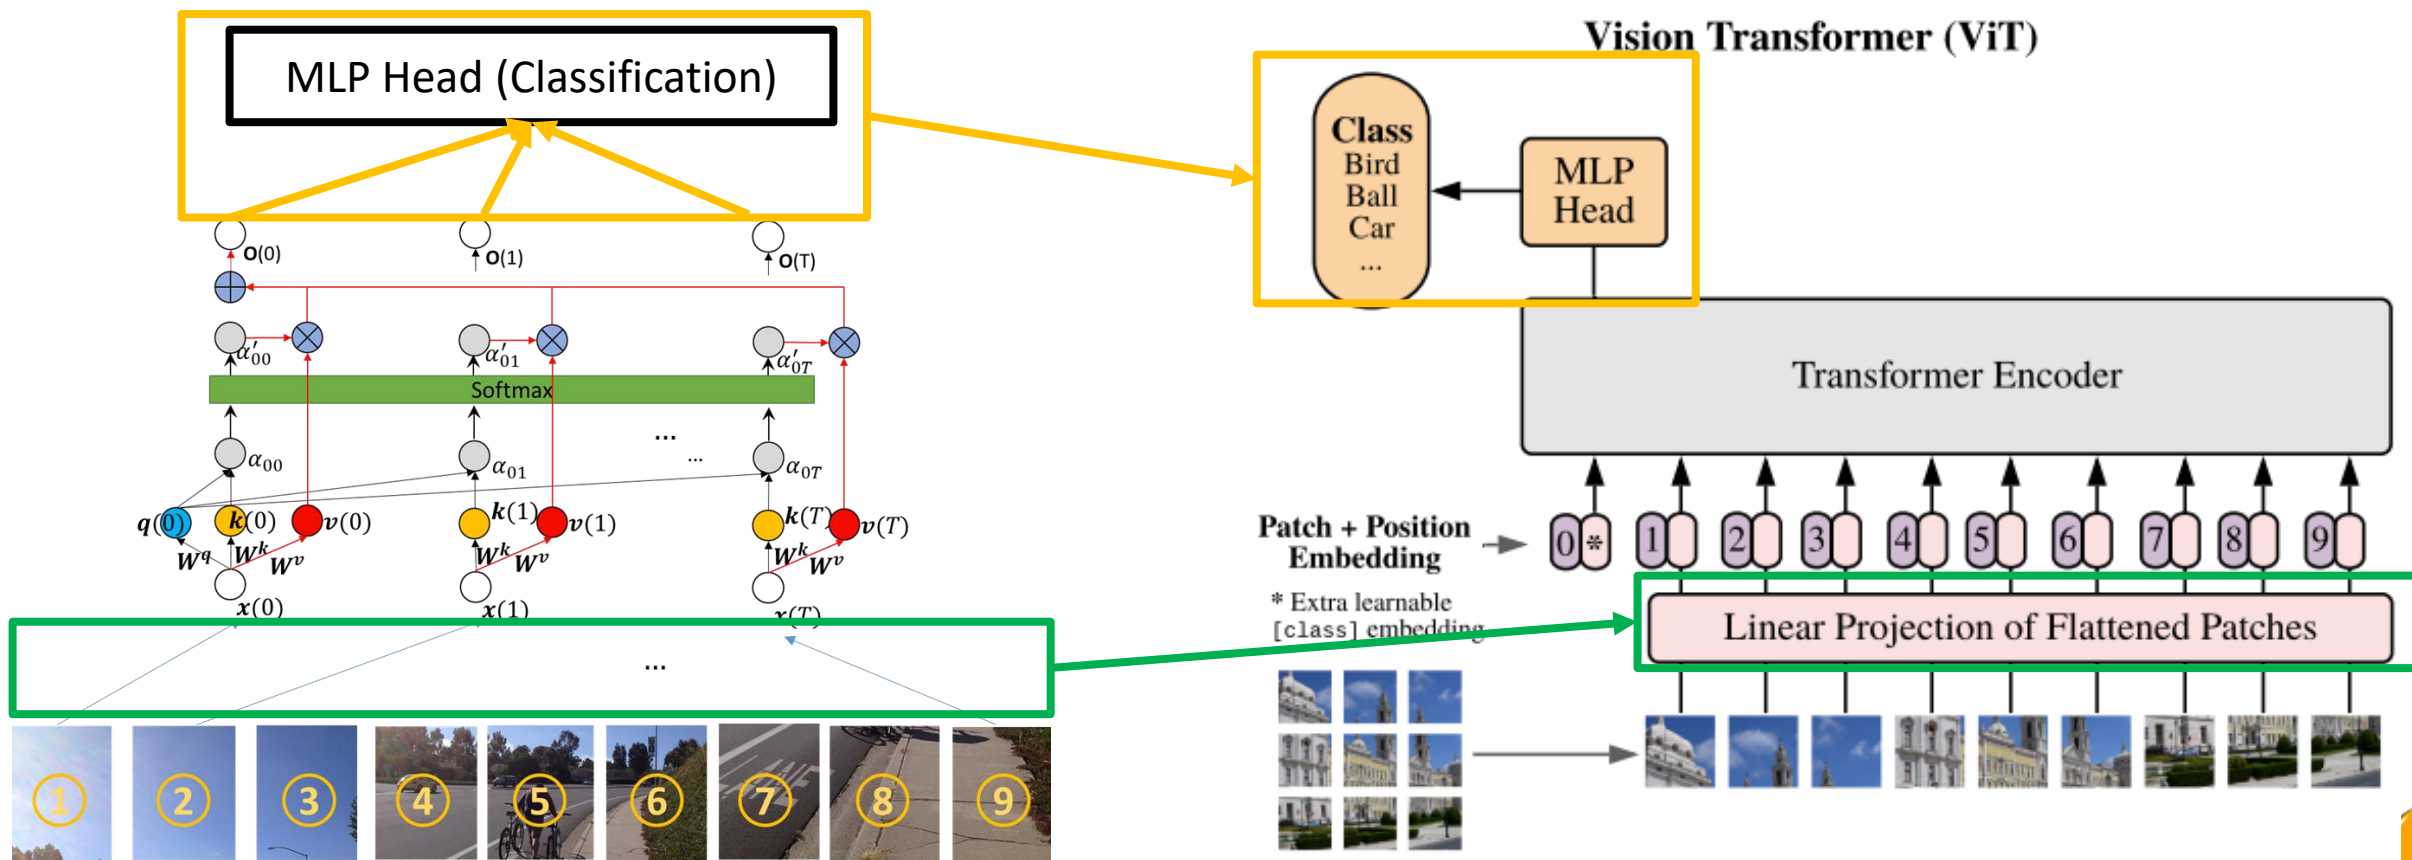 MLP Head (Classification)
O(0)
O(1)
O(T)
α′00
α′01
α′0T
Softmax
...
...
α00
α01
α0T
q(0)
k(0)
v(0)
k(1)
v(1)
k(T)
v(T)
W^q
W^k
W^v
W^k
W^v
W^k
W^v
x(0)
x(1)
x(T)
...
1
2
3
4
5
6
7
8
9
Vision Transformer (ViT)
Class
Bird
Ball
Car
...
MLP
Head
Transformer Encoder
Patch + Position
Embedding
0 *
1
2
3
4
5
6
7
8
9
* Extra learnable
[class] embedding
Linear Projection of Flattened Patches